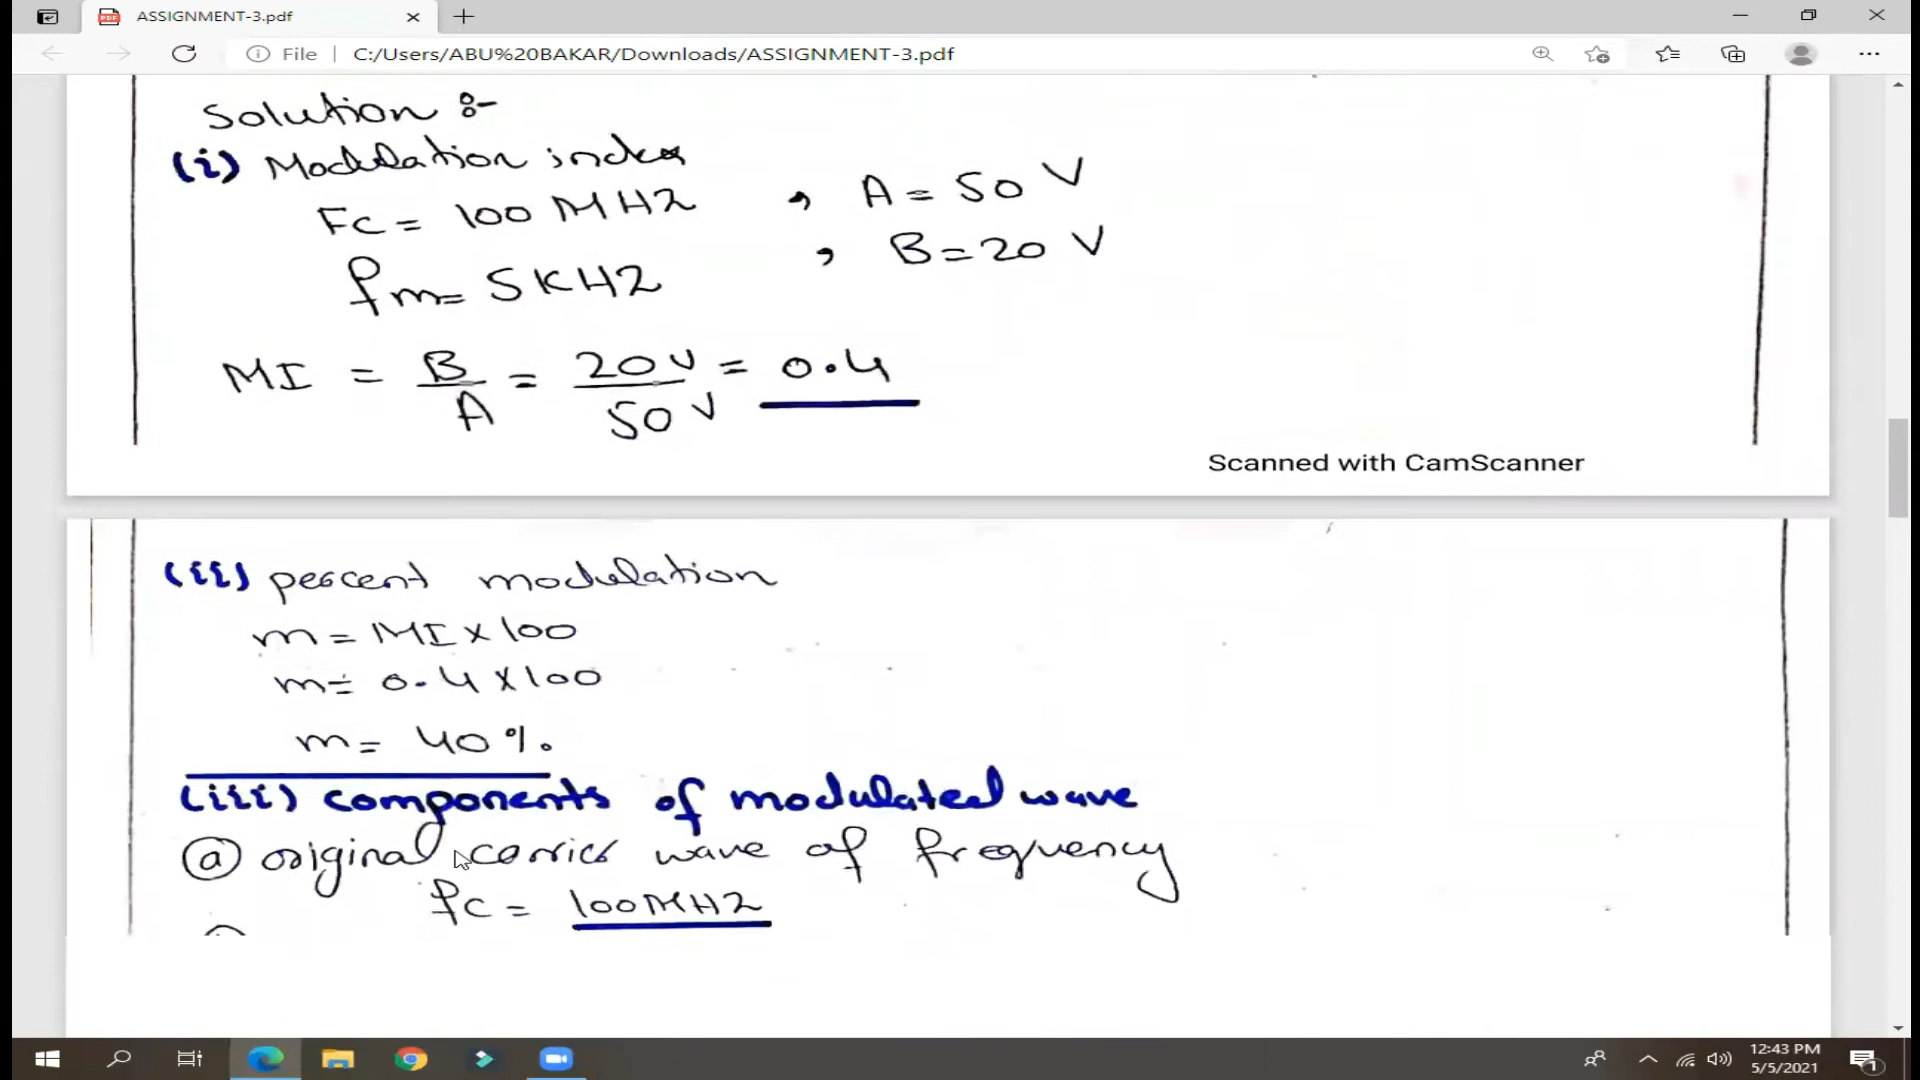 ASSIGNMENT-3.pdf
File | C:/Users/ABU%20BAKAR/Downloads/ASSIGNMENT-3.pdf
Solution :-
(i) Modulation index
Fc = 100 MHZ , A = 50 V
fm = 5KHZ , B = 20 V
MI = B/A = 20V/50V = 0.4
Scanned with CamScanner
(ii) percent modulation
m = MI x 100
m = 0.4 x 100
m = 40 %.
(iii) components of modulated wave
(a) original carrier wave of frequency
fc = 100MHZ
12:43 PM
5/5/2021
1